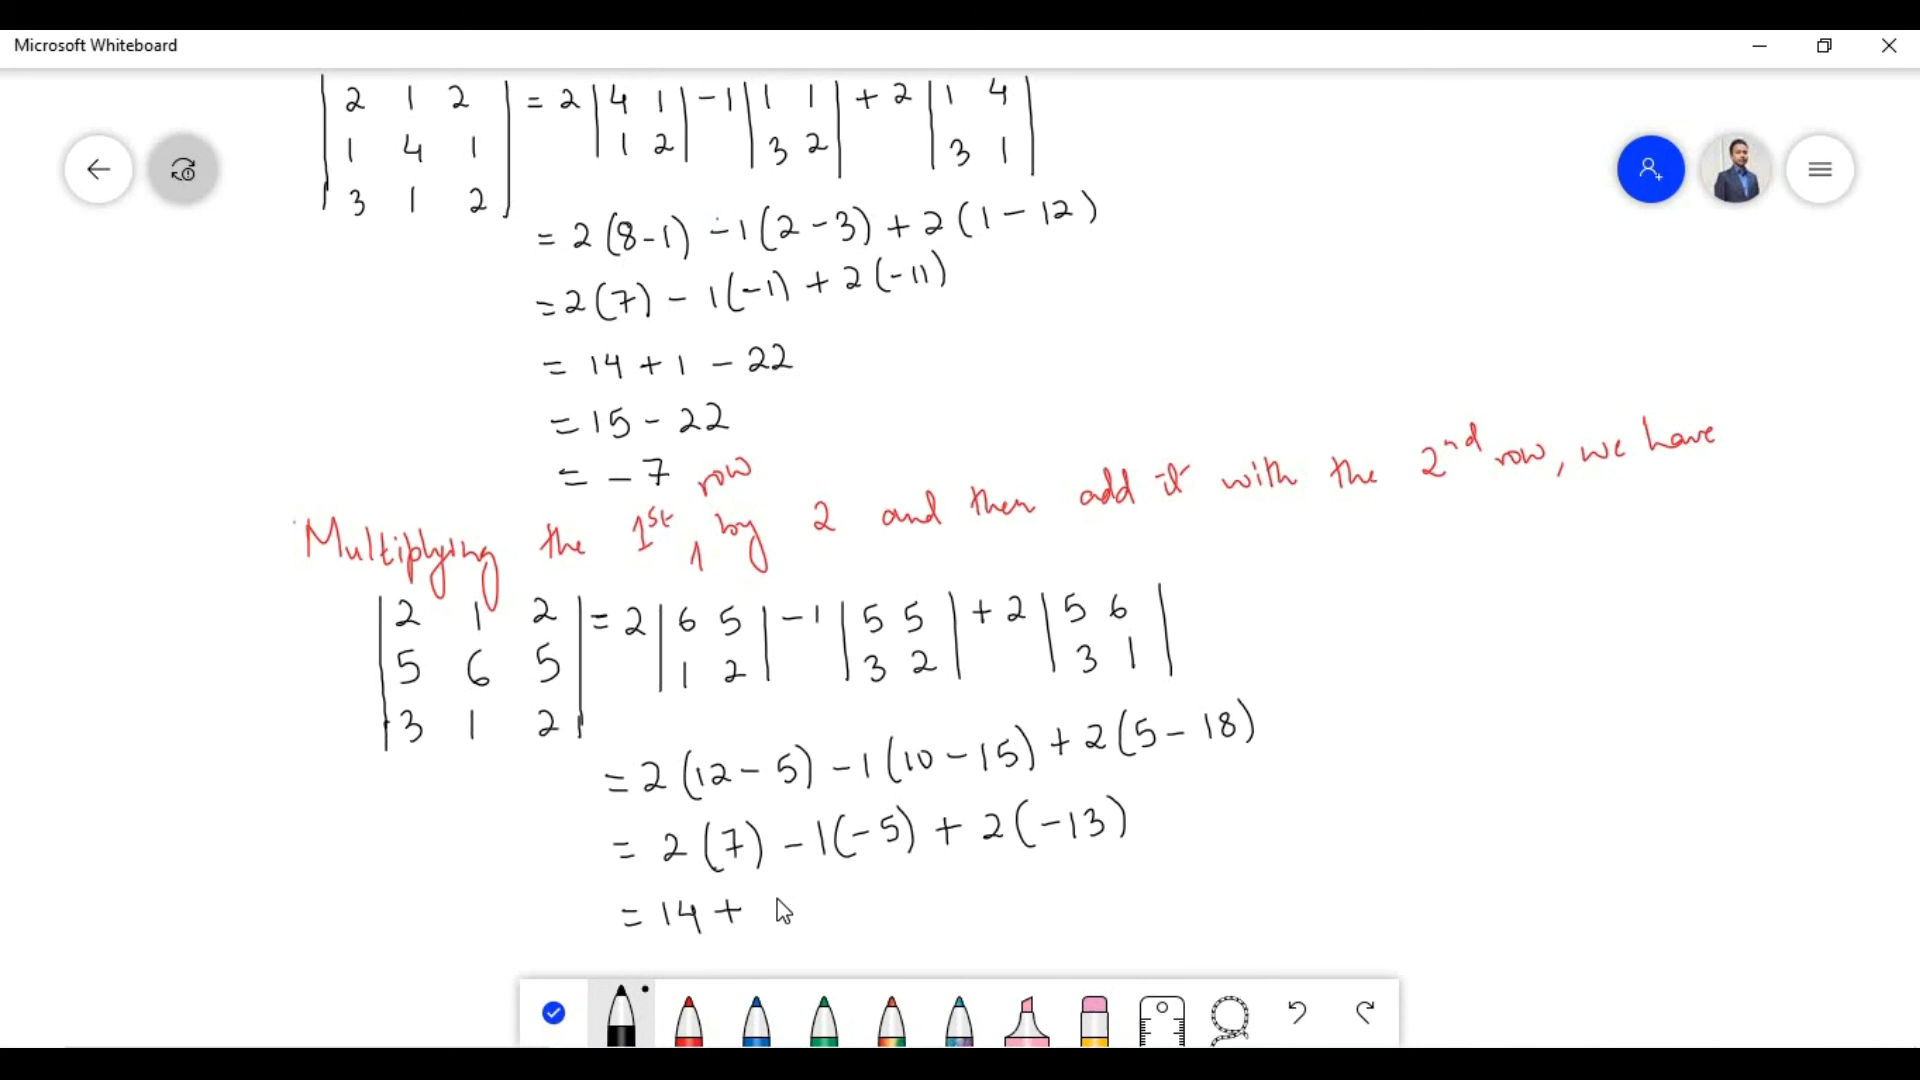 Microsoft Whiteboard
| 2 1 2 | = 2 | 4 1 | - 1 | 1 1 | + 2 | 1 4 |
| 1 4 1 | | 1 2 | | 3 2 | | 3 1 |
| 3 1 2 |
= 2 (8-1) - 1 (2-3) + 2 (1-12)
= 2 (7) - 1 (-1) + 2 (-11)
= 14 + 1 - 22
= 15 - 22
= - 7
Multiplying the 1st row by 2 and then add it with the 2nd row, we have
| 2 1 2 | = 2 | 6 5 | - 1 | 5 5 | + 2 | 5 6 |
| 5 6 5 | | 1 2 | | 3 2 | | 3 1 |
| 3 1 2 |
= 2 (12 - 5) - 1 (10 - 15) + 2 (5 - 18)
= 2 (7) - 1 (-5) + 2 (-13)
= 14 +